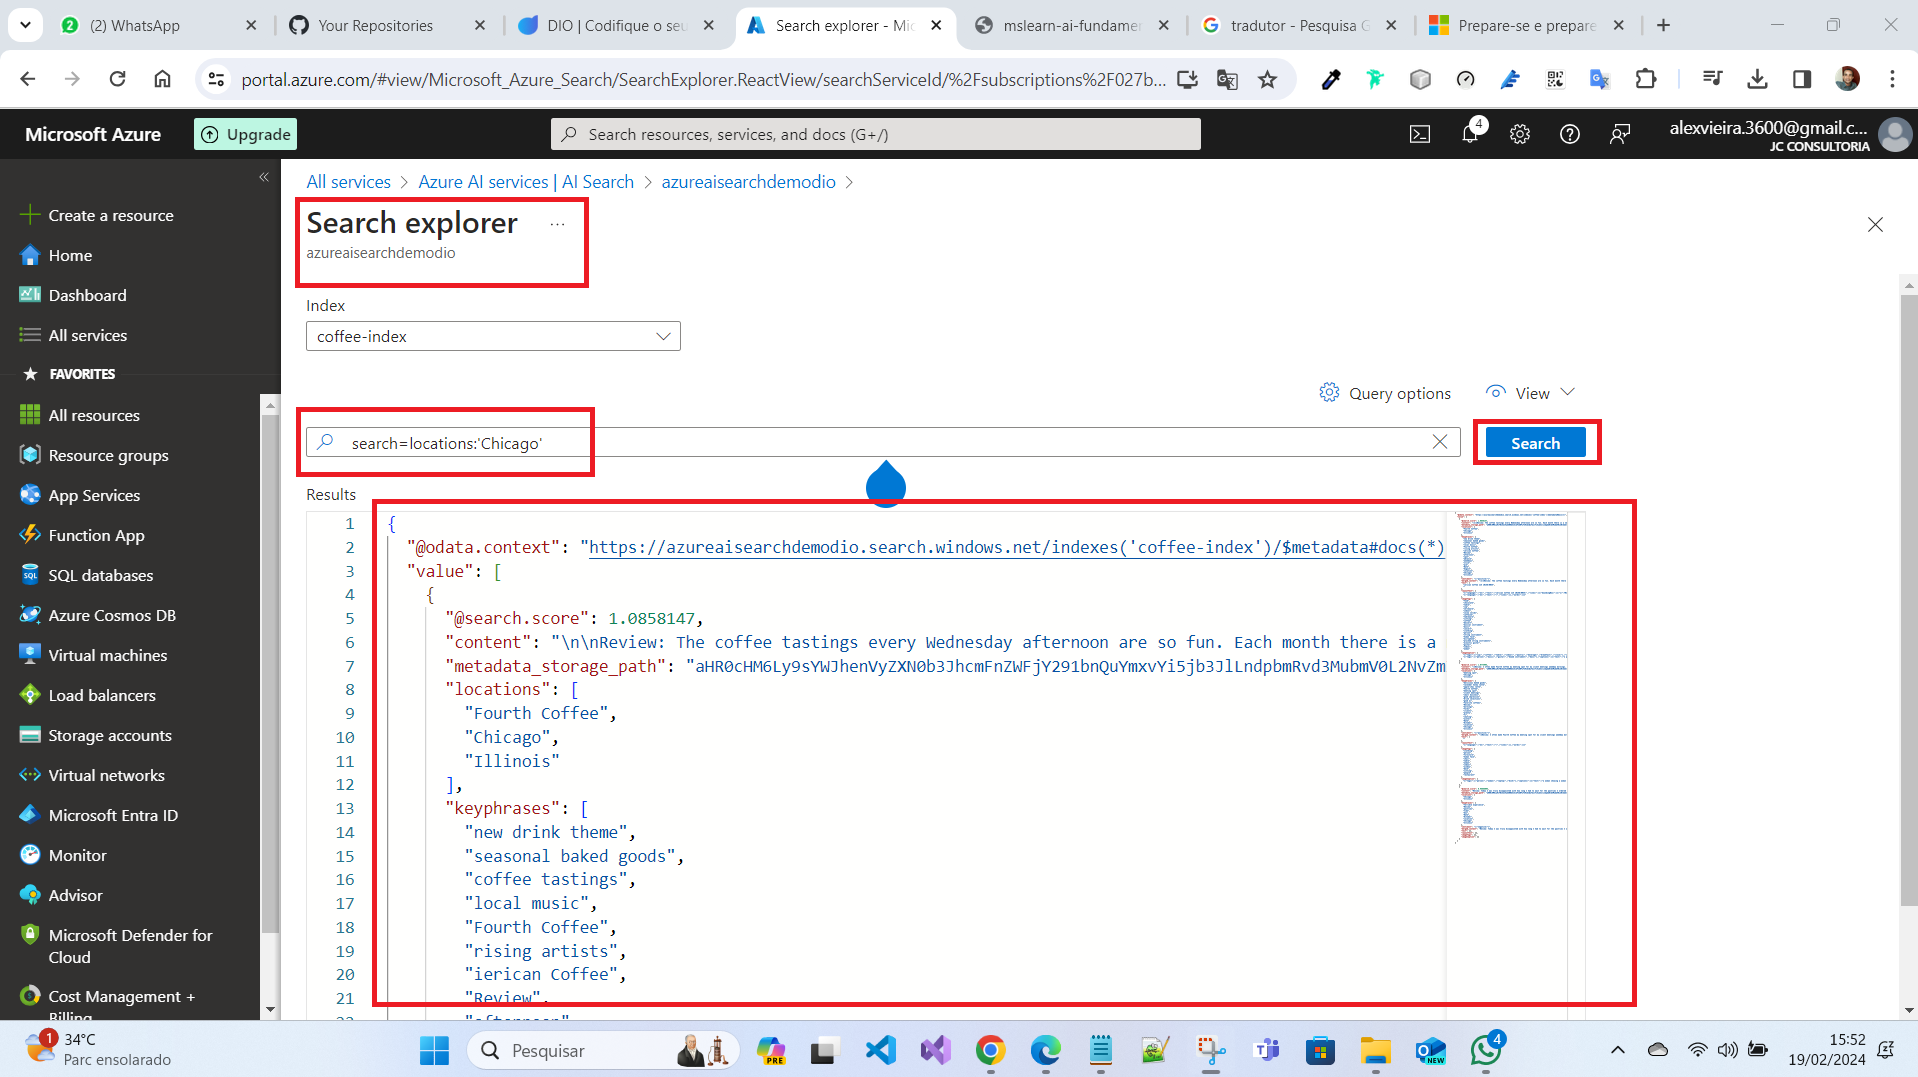 (2) WhatsApp
Your Repositories
DIO | Codifique o seu
Search explorer - Mic
mslearn-ai-fundamen
tradutor - Pesquisa G
Prepare-se e prepare
portal.azure.com/#view/Microsoft_Azure_Search/SearchExplorer.ReactView/searchServiceId/%2Fsubscriptions%2F027b...
Microsoft Azure
Upgrade
Search resources, services, and docs (G+/)
4
alexvieira.3600@gmail.c...
JC CONSULTORIA
All services > Azure AI services | AI Search > azureaisearchdemodio >
Create a resource
Home
Dashboard
All services
FAVORITES
All resources
Resource groups
App Services
Function App
SQL databases
Azure Cosmos DB
Virtual machines
Load balancers
Storage accounts
Virtual networks
Microsoft Entra ID
Monitor
Advisor
Microsoft Defender for
Cloud
Cost Management +
Billing
Search explorer ...
azureaisearchdemodio
Index
coffee-index
Query options
View
search=locations:'Chicago'
Search
Results
1 {
2 "@odata.context": "https://azureaisearchdemodio.search.windows.net/indexes('coffee-index')/$metadata#docs(*)
3 "value": [
4 {
5 "@search.score": 1.0858147,
6 "content": "\n\nReview: The coffee tastings every Wednesday afternoon are so fun. Each month there is a
7 "metadata_storage_path": "aHR0cHM6Ly9sYWJhenVyZXN0b3JhcmFnZWFjY291bnQuYmxvYi5jb3JlLndpbmRvd3MubmV0L2NvZm
8 "locations": [
9 "Fourth Coffee",
10 "Chicago",
11 "Illinois"
12 ],
13 "keyphrases": [
14 "new drink theme",
15 "seasonal baked goods",
16 "coffee tastings",
17 "local music",
18 "Fourth Coffee",
19 "rising artists",
20 "ierican Coffee",
21 "Review",
22 "afternoon"
1
34°C
Parc ensolarado
Pesquisar
PRE
NEW
4
15:52
19/02/2024